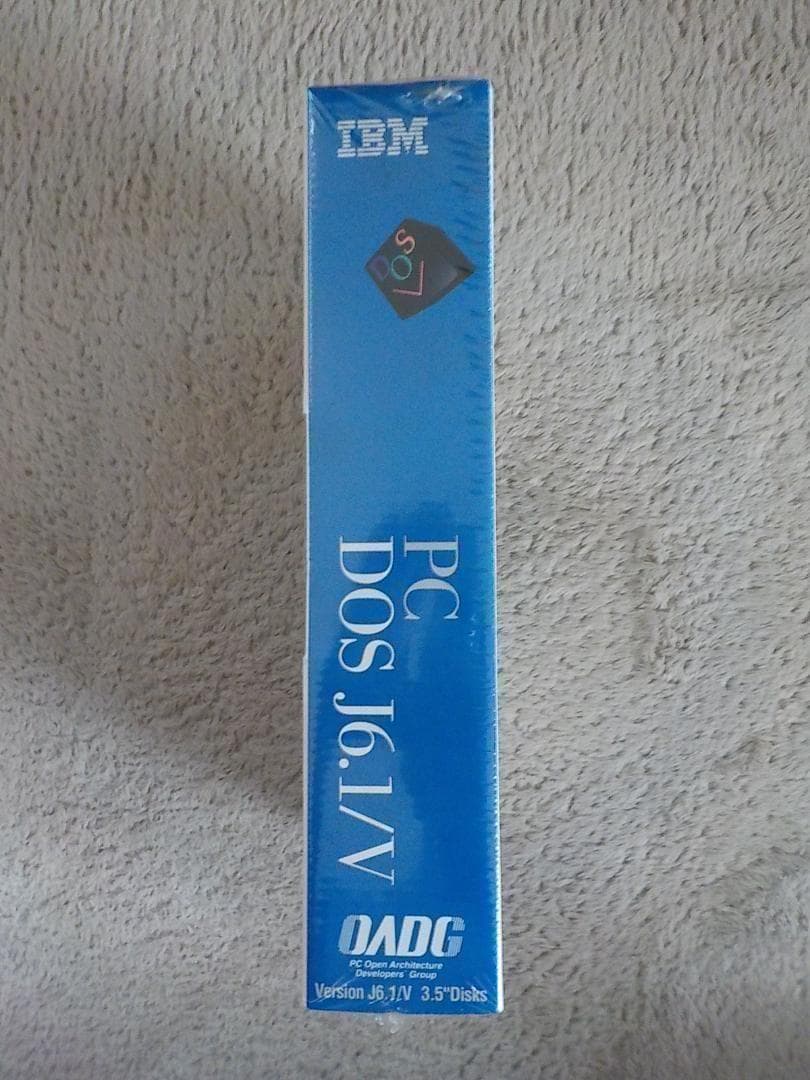 IBM
DOS
PC
DOS J6.1/V
OADG
PC Open Architecture
Developers' Group
Version J6.1/V 3.5"Disks